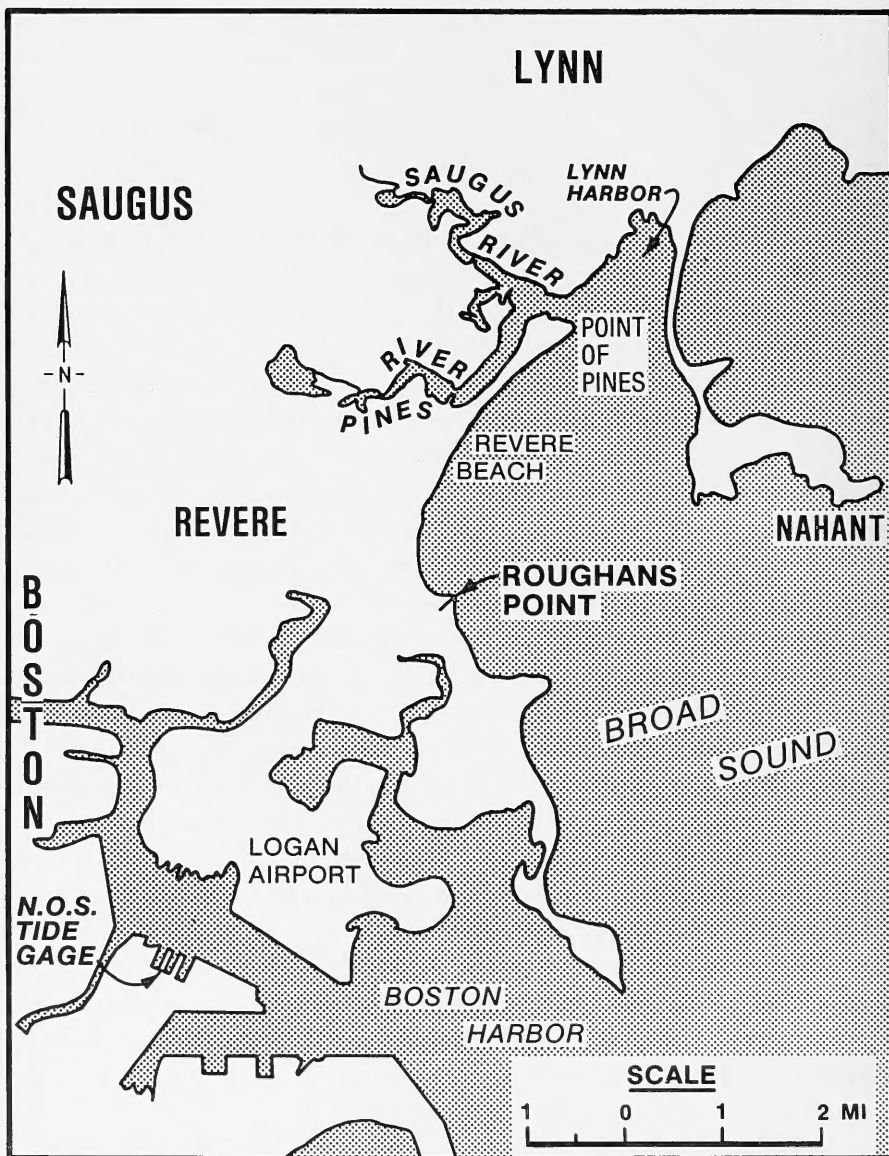 LYNN
SAUGUS
RIVER
LYNN
HARBOR
SAUGUS
-N-
POINT
OF
PINES
RIVER
PINES
REVERE
BEACH
REVERE
NAHANT
ROUGHANS
POINT
BOSTON
BROAD
SOUND
LOGAN
AIRPORT
N.O.S.
TIDE
GAGE
BOSTON
HARBOR
SCALE
1 0 1 2 MI